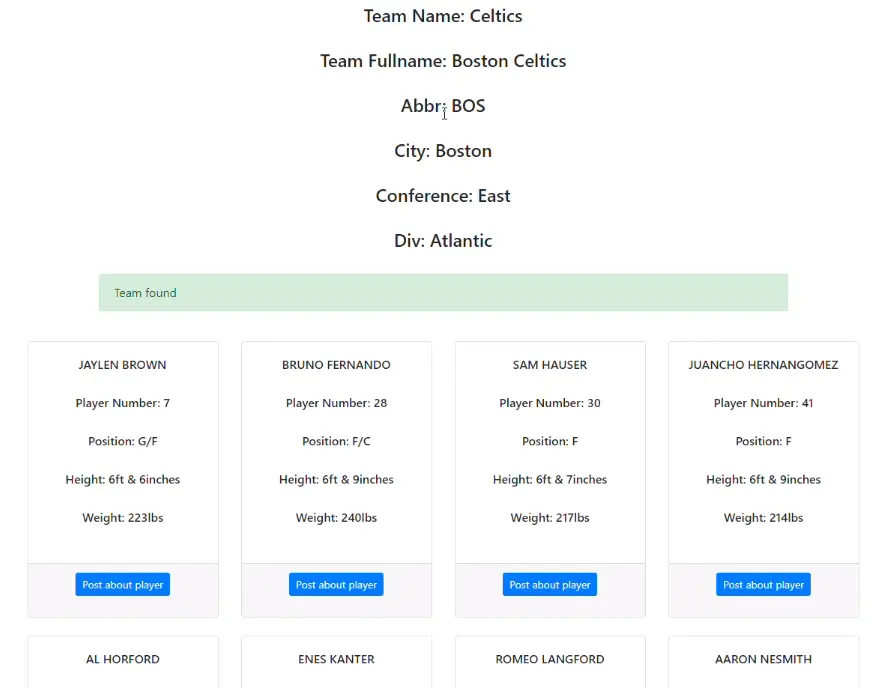 Team Name: Celtics
Team Fullname: Boston Celtics
Abbr: BOS
City: Boston
Conference: East
Div: Atlantic
Team found
JAYLEN BROWN
Player Number: 7
Position: G/F
Height: 6ft & 6inches
Weight: 223lbs
Post about player
BRUNO FERNANDO
Player Number: 28
Position: F/C
Height: 6ft & 9inches
Weight: 240lbs
Post about player
SAM HAUSER
Player Number: 30
Position: F
Height: 6ft & 7inches
Weight: 217lbs
Post about player
JUANCHO HERNANGOMEZ
Player Number: 41
Position: F
Height: 6ft & 9inches
Weight: 214lbs
Post about player
AL HORFORD
ENES KANTER
ROMEO LANGFORD
AARON NESMITH